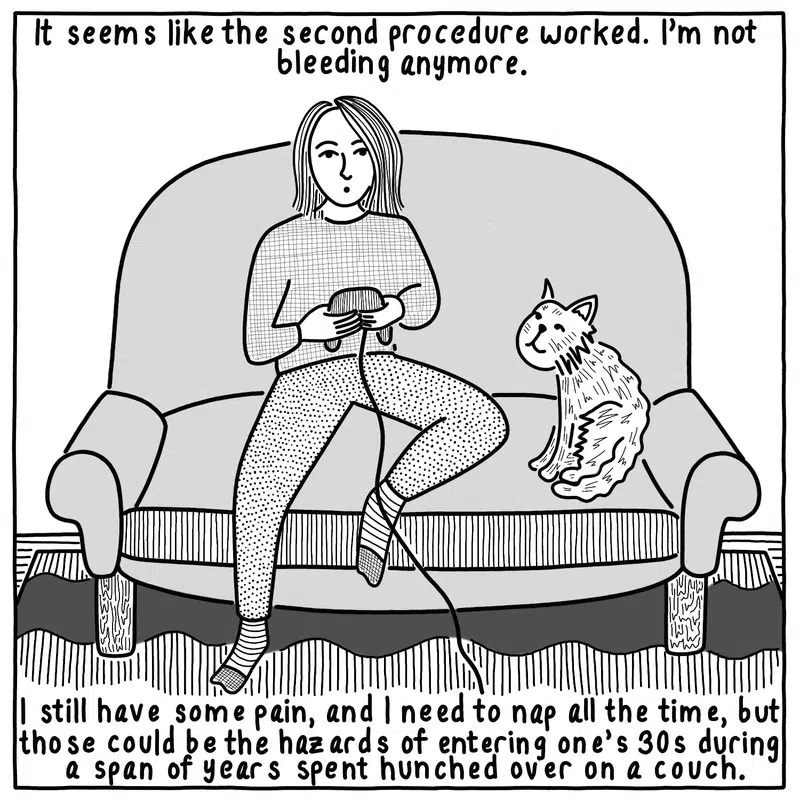 It seems like the second procedure worked. I'm not
bleeding anymore.
I still have some pain, and I need to nap all the time, but
those could be the hazards of entering one's 30s during
a span of years spent hunched over on a couch.